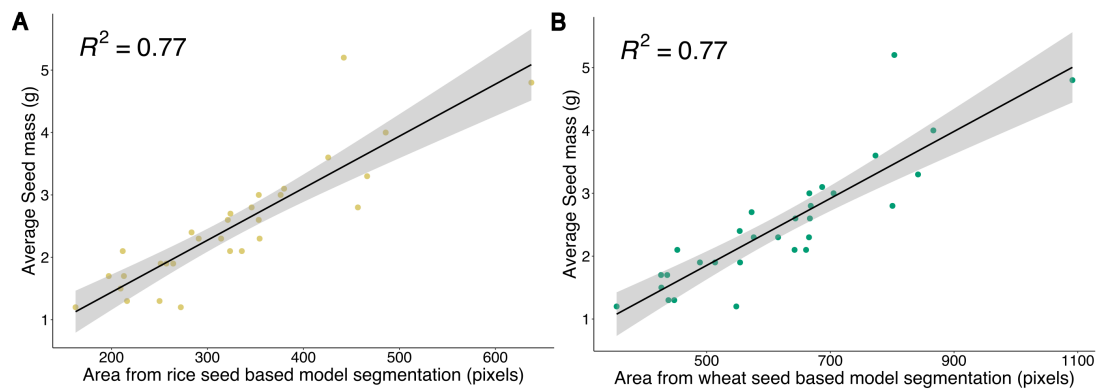 A
R² = 0.77
Average Seed mass (g)
5
4
3
2
1
200 300 400 500 600
Area from rice seed based model segmentation (pixels)
B
R² = 0.77
Average Seed mass (g)
5
4
3
2
1
500 700 900 1100
Area from wheat seed based model segmentation (pixels)